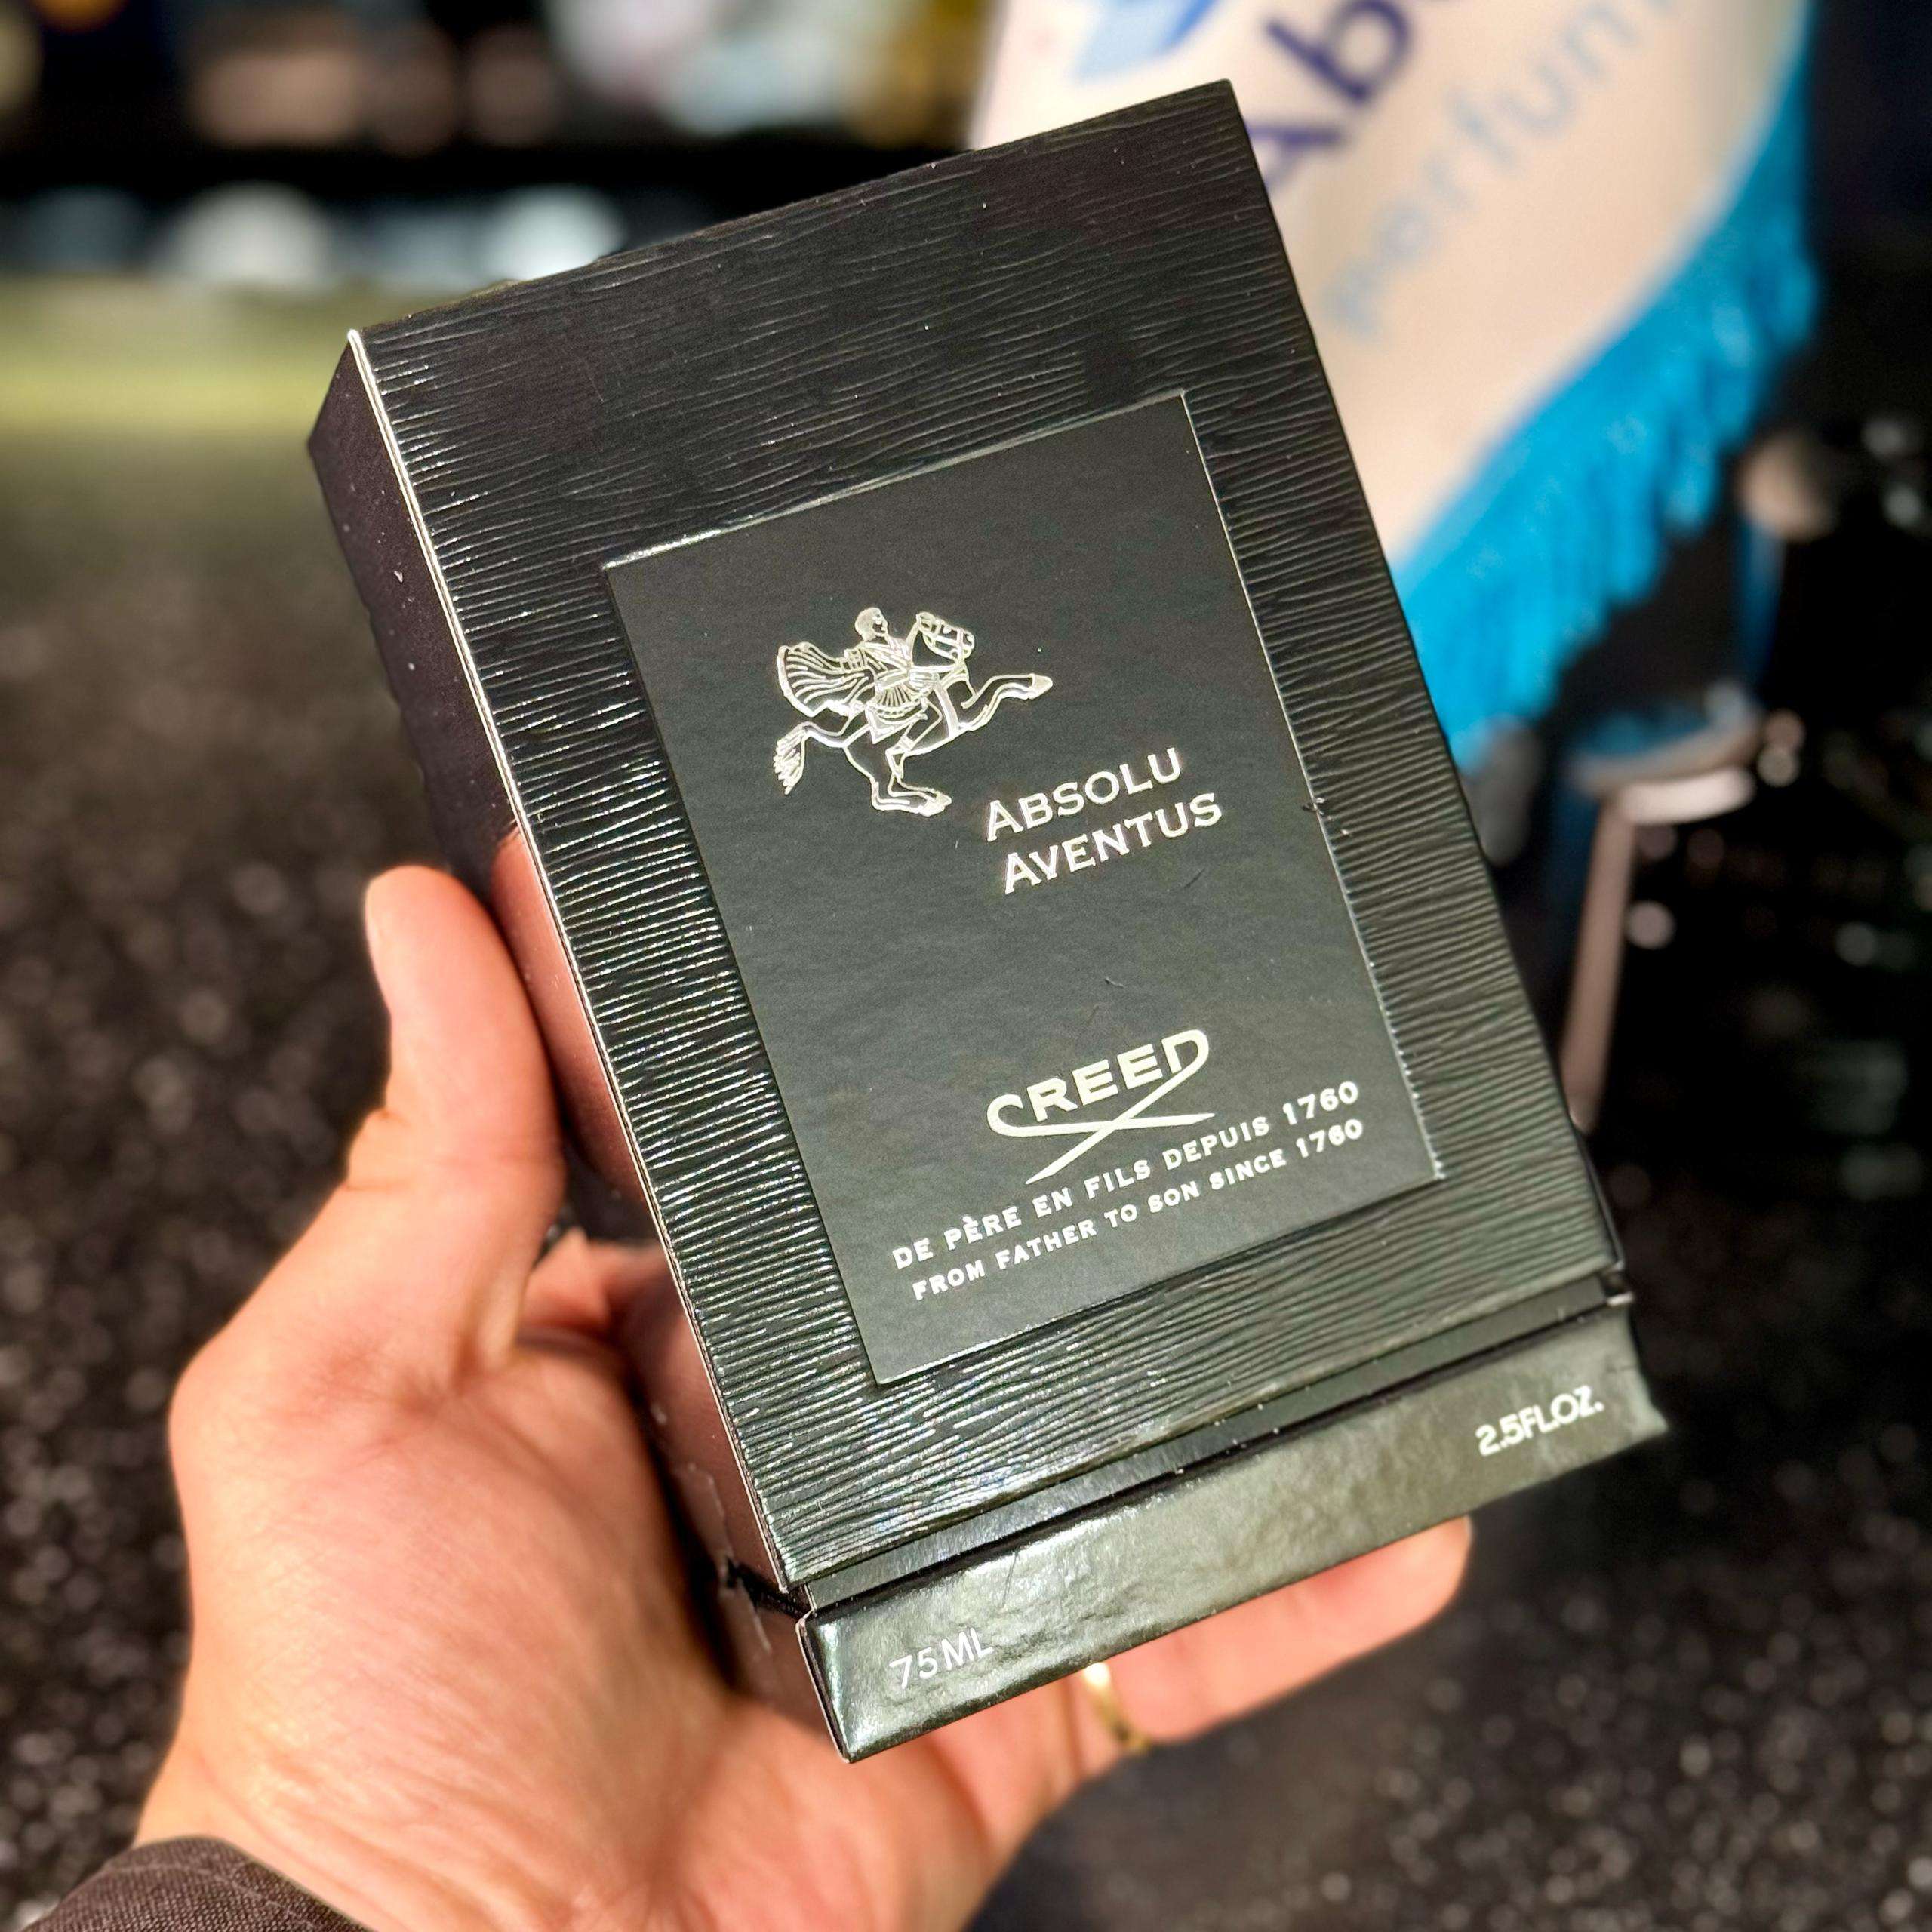 ABSOLU
AVENTUS
CREED
DE PÈRE EN FILS DEPUIS 1760
FROM FATHER TO SON SINCE 1760
75ML
2.5FL.OZ.